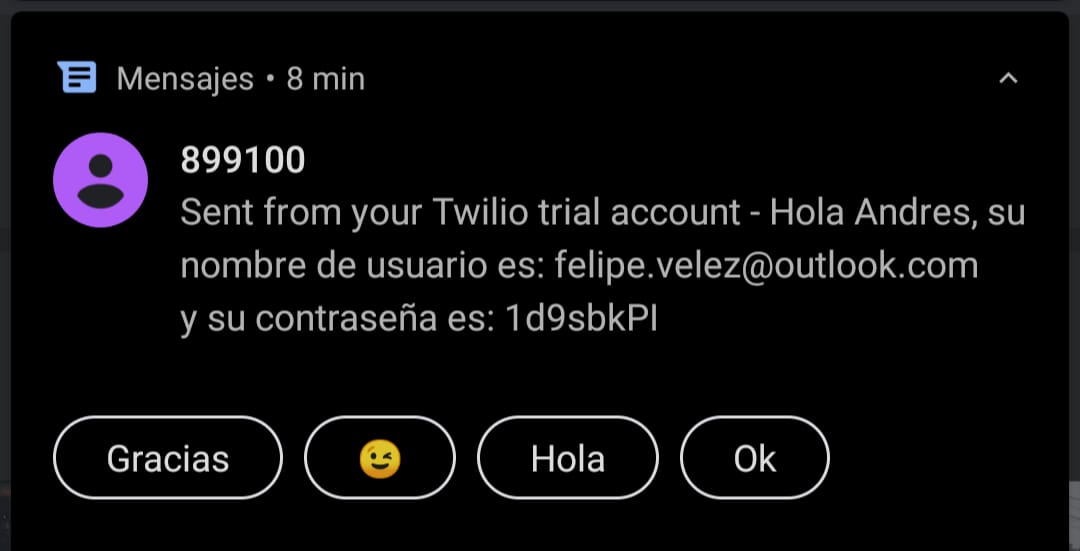 Mensajes • 8 min
899100
Sent from your Twilio trial account - Hola Andres, su
nombre de usuario es: felipe.velez@outlook.com
y su contraseña es: 1d9sbkPI
Gracias
😉
Hola
Ok